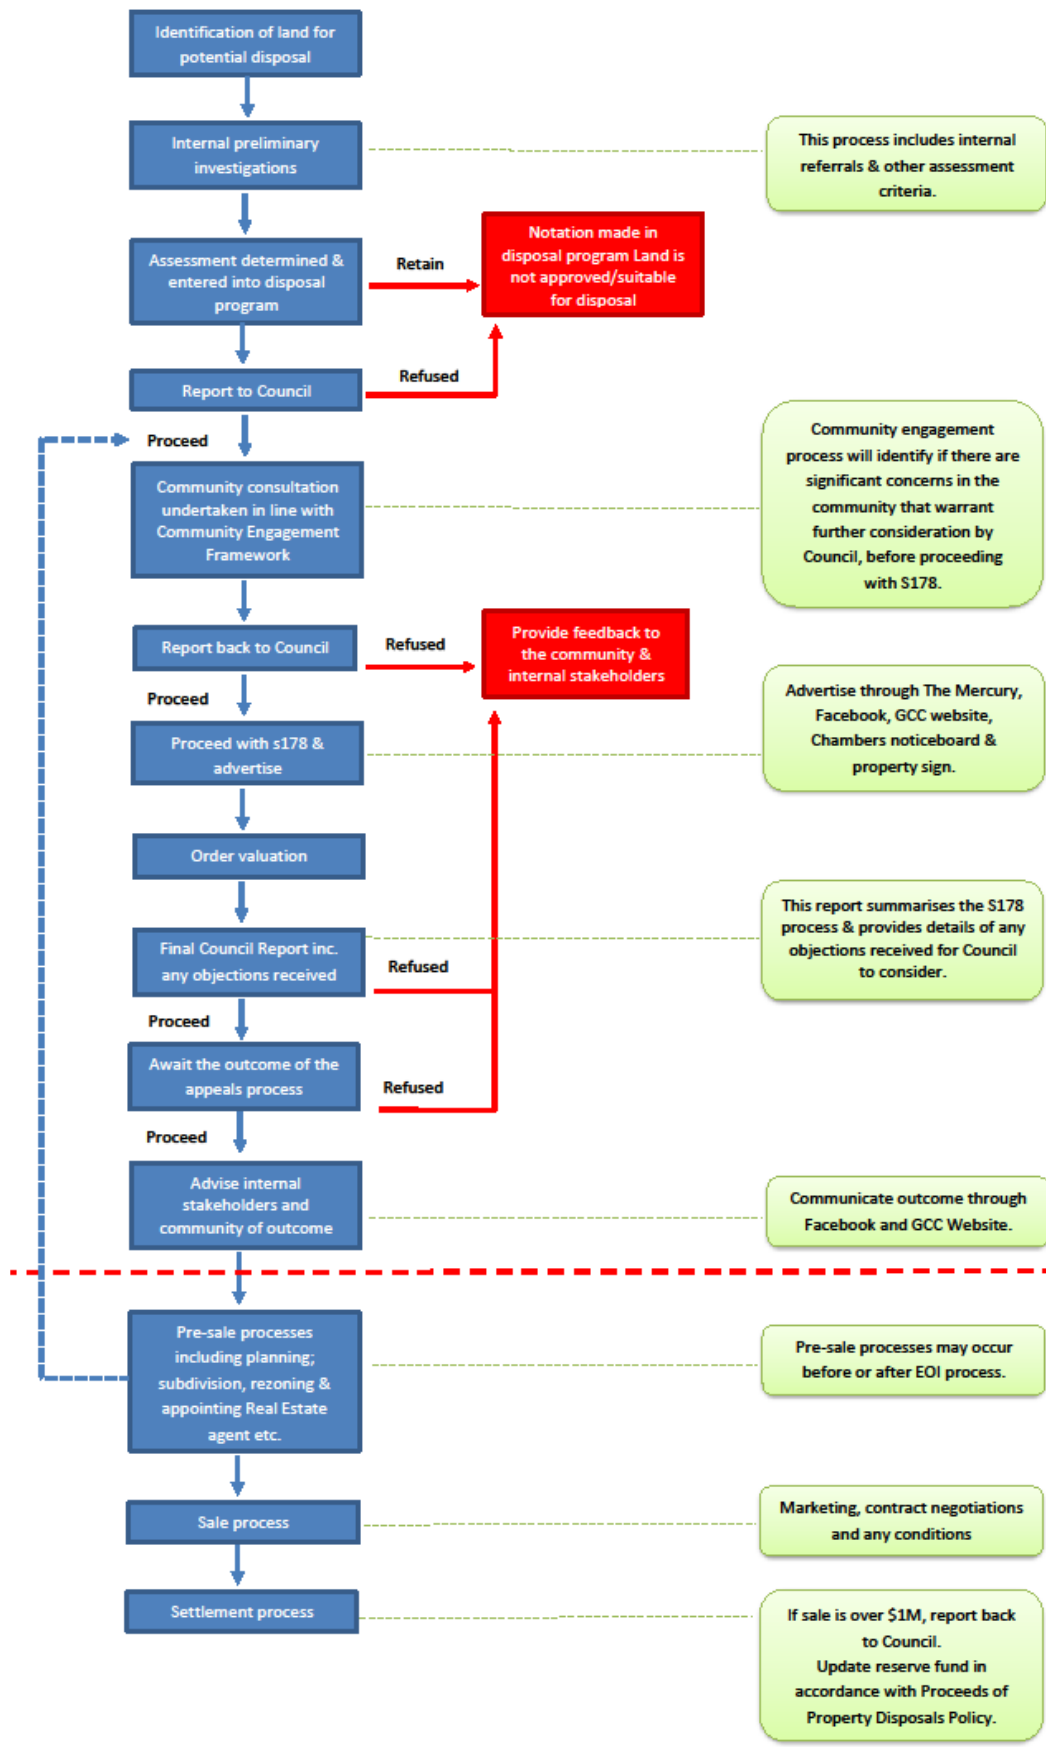 Identification of land for
potential disposal
Internal preliminary
investigations
This process includes internal
referrals & other assessment
criteria.
Assessment determined &
entered into disposal
program
Retain
Notation made in
disposal program Land is
not approved/suitable
for disposal
Report to Council
Refused
Proceed
Community consultation
undertaken in line with
Community Engagement
Framework
Community engagement
process will identify if there are
significant concerns in the
community that warrant
further consideration by
Council, before proceeding
with S178.
Report back to Council
Refused
Provide feedback to
the community &
internal stakeholders
Proceed
Proceed with s178 &
advertise
Advertise through The Mercury,
Facebook, GCC website,
Chambers noticeboard &
property sign.
Order valuation
Final Council Report inc.
any objections received
Refused
This report summarises the S178
process & provides details of any
objections received for Council
to consider.
Proceed
Await the outcome of the
appeals process
Refused
Proceed
Advise internal
stakeholders and
community of outcome
Communicate outcome through
Facebook and GCC Website.
Pre-sale processes
including planning;
subdivision, rezoning &
appointing Real Estate
agent etc.
Pre-sale processes may occur
before or after EOI process.
Sale process
Marketing, contract negotiations
and any conditions
Settlement process
If sale is over $1M, report back
to Council.
Update reserve fund in
accordance with Proceeds of
Property Disposals Policy.